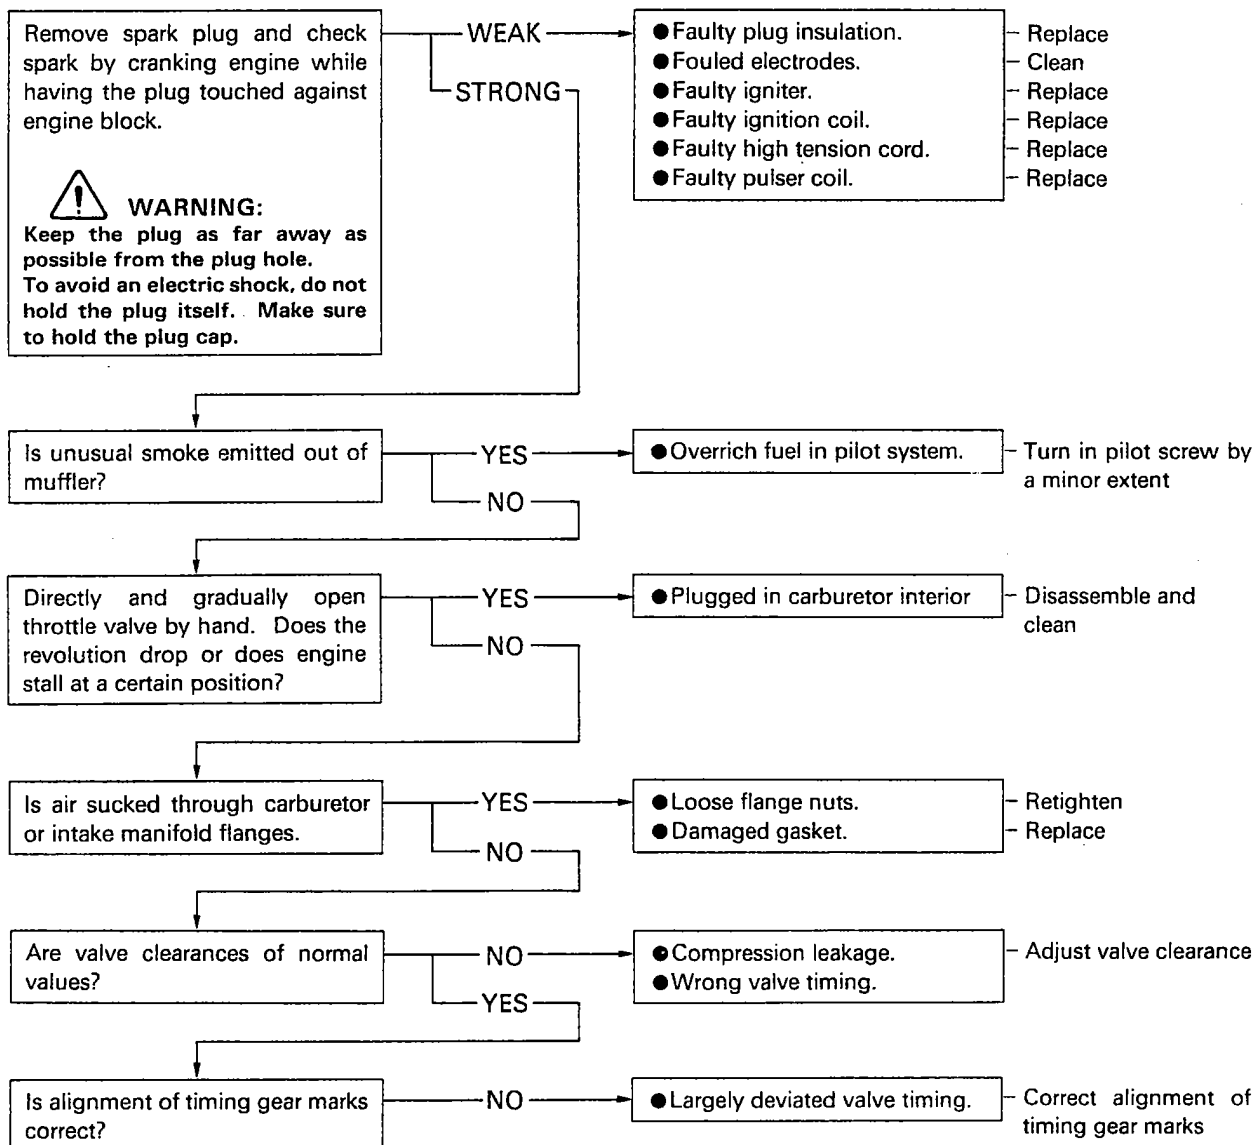 Remove spark plug and check
spark by cranking engine while
having the plug touched against
engine block.
WARNING:
Keep the plug as far away as
possible from the plug hole.
To avoid an electric shock, do not
hold the plug itself. Make sure
to hold the plug cap.
WEAK
STRONG
●Faulty plug insulation.
●Fouled electrodes.
●Faulty igniter.
●Faulty ignition coil.
●Faulty high tension cord.
●Faulty pulser coil.
– Replace
– Clean
– Replace
– Replace
– Replace
– Replace
Is unusual smoke emitted out of
muffler?
YES
NO
●Overrich fuel in pilot system.
– Turn in pilot screw by
a minor extent
Directly and gradually open
throttle valve by hand. Does the
revolution drop or does engine
stall at a certain position?
YES
NO
●Plugged in carburetor interior
– Disassemble and
clean
Is air sucked through carburetor
or intake manifold flanges.
YES
NO
●Loose flange nuts.
●Damaged gasket.
– Retighten
– Replace
Are valve clearances of normal
values?
NO
YES
●Compression leakage.
●Wrong valve timing.
– Adjust valve clearance
Is alignment of timing gear marks
correct?
NO
●Largely deviated valve timing.
– Correct alignment of
timing gear marks